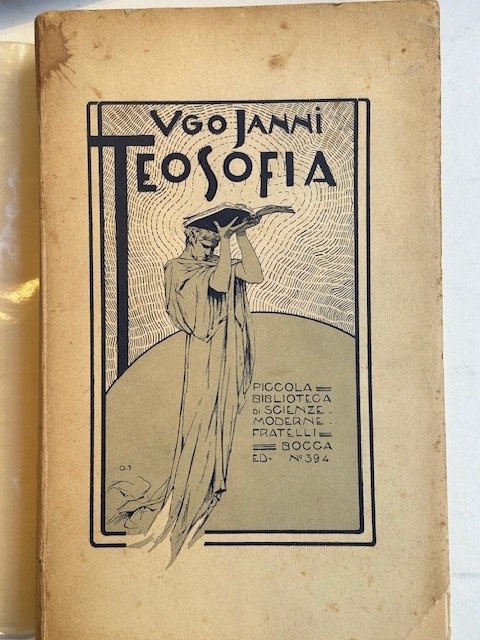 VGO JANNI
TEOSOFIA
PICCOLA
BIBLIOTECA
DI SCIENZE.
MODERNE.
FRATELLI
BOCCA
ED. N° 394